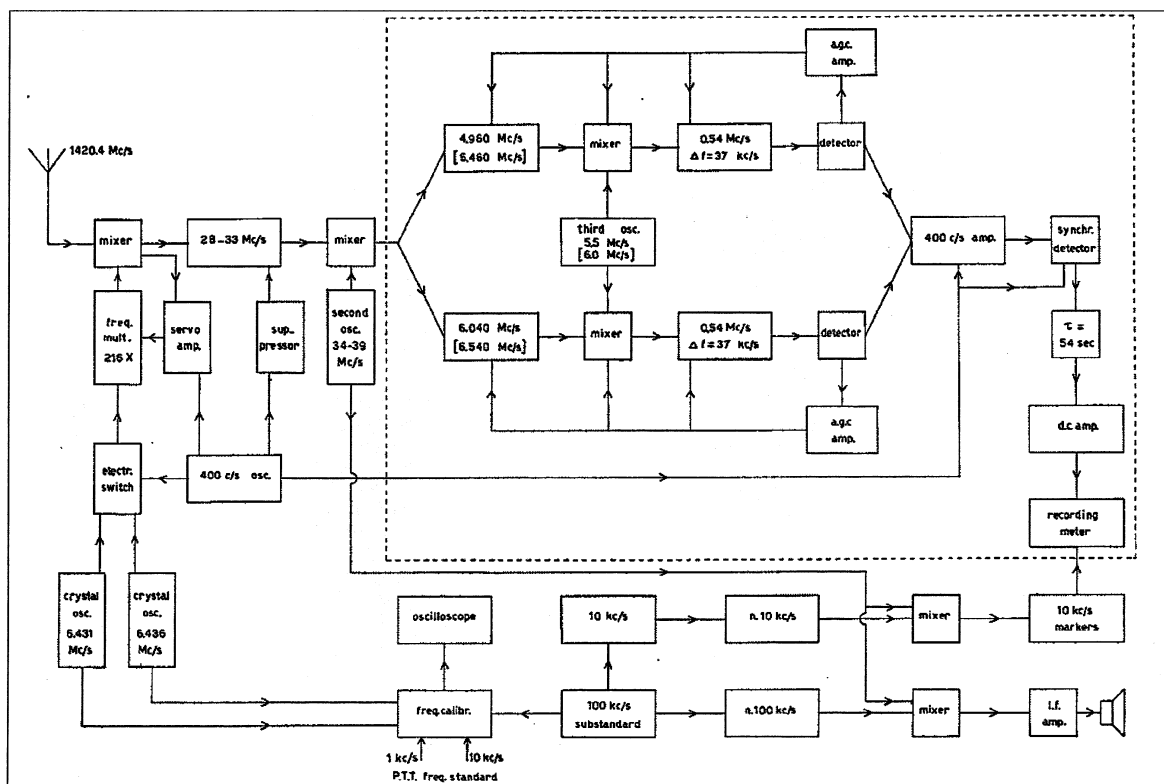 a.g.c.
amp.
1420.4 Mc/s
4.960 Mc/s
[6.460 Mc/s]
mixer
0,54 Mc/s
Δf=37 kc/s
detector
mixer
28–33 Mc/s
mixer
third osc.
5.5 Mc/s
[6.0 Mc/s]
400 c/s amp.
synchr.
detector
freq.
mult.
216 X
servo
amp.
sup–
pressor
second
osc.
34-39
Mc/s
6.040 Mc/s
[6.540 Mc/s]
mixer
0,54 Mc/s
Δf=37 kc/s
detector
τ =
54 sec
a.g.c
amp.
d.c. amp.
electr.
switch
400 c/s osc.
recording
meter
crystal
osc.
6.431
Mc/s
crystal
osc.
6.436
Mc/s
oscilloscope
10 kc/s
n.10 kc/s
mixer
10 kc/s
markers
freq.calibr.
100 kc/s
substandard
n.100 kc/s
mixer
l.f.
amp.
1 kc/s
10 kc/s
P.T.T. freq. standard